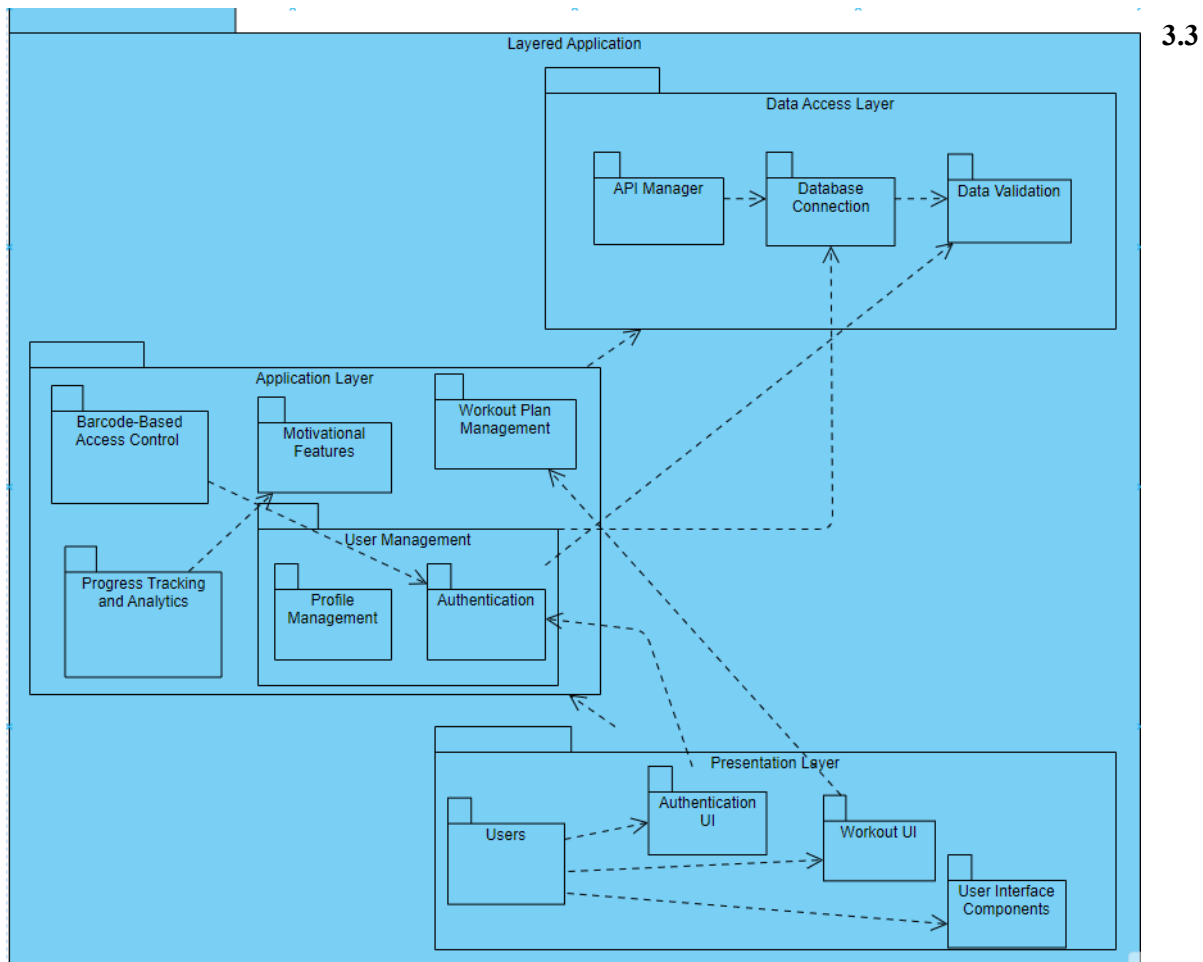 3.3
Layered Application
Data Access Layer
API Manager
Database
Connection
Data Validation
Application Layer
Barcode-Based
Access Control
Motivational
Features
Workout Plan
Management
User Management
Progress Tracking
and Analytics
Profile
Management
Authentication
Presentation Layer
Users
Authentication
UI
Workout UI
User Interface
Components